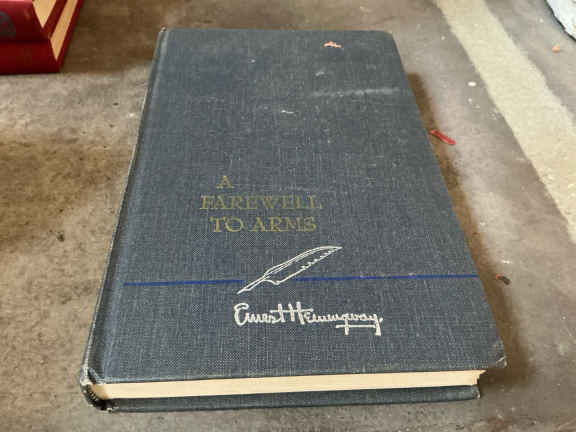 A
FAREWELL
TO ARMS
Ernest Hemingway.